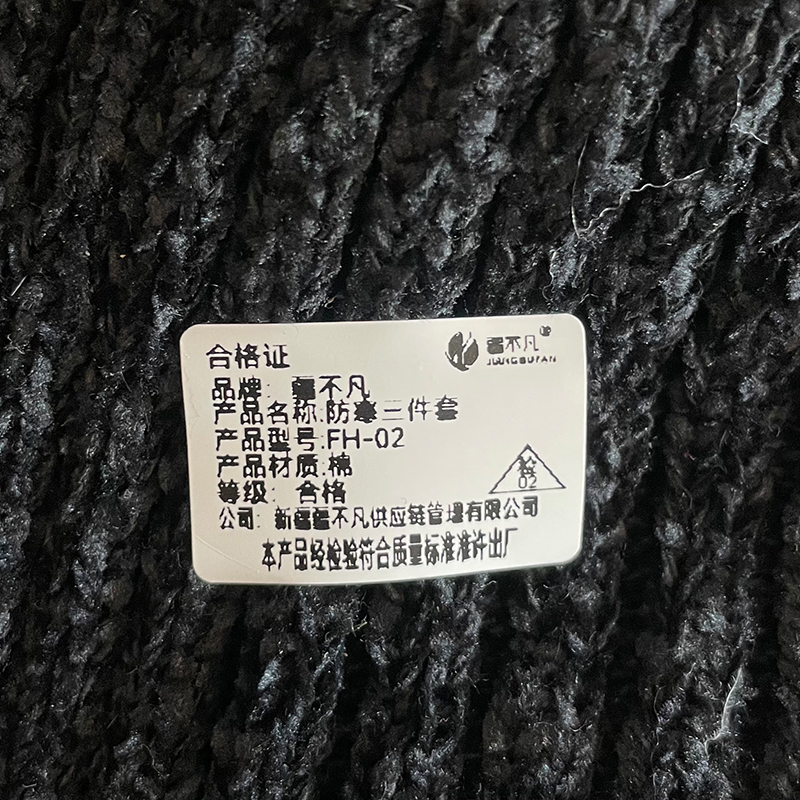 合格证
疆不凡
JIANGBUFAN
品牌: 疆不凡
产品名称:防寒三件套
产品型号:FH-02
产品材质:棉
等级: 合格
检
02
公司: 新疆疆不凡供应链管理有限公司
本产品经检验符合质量标准准许出厂